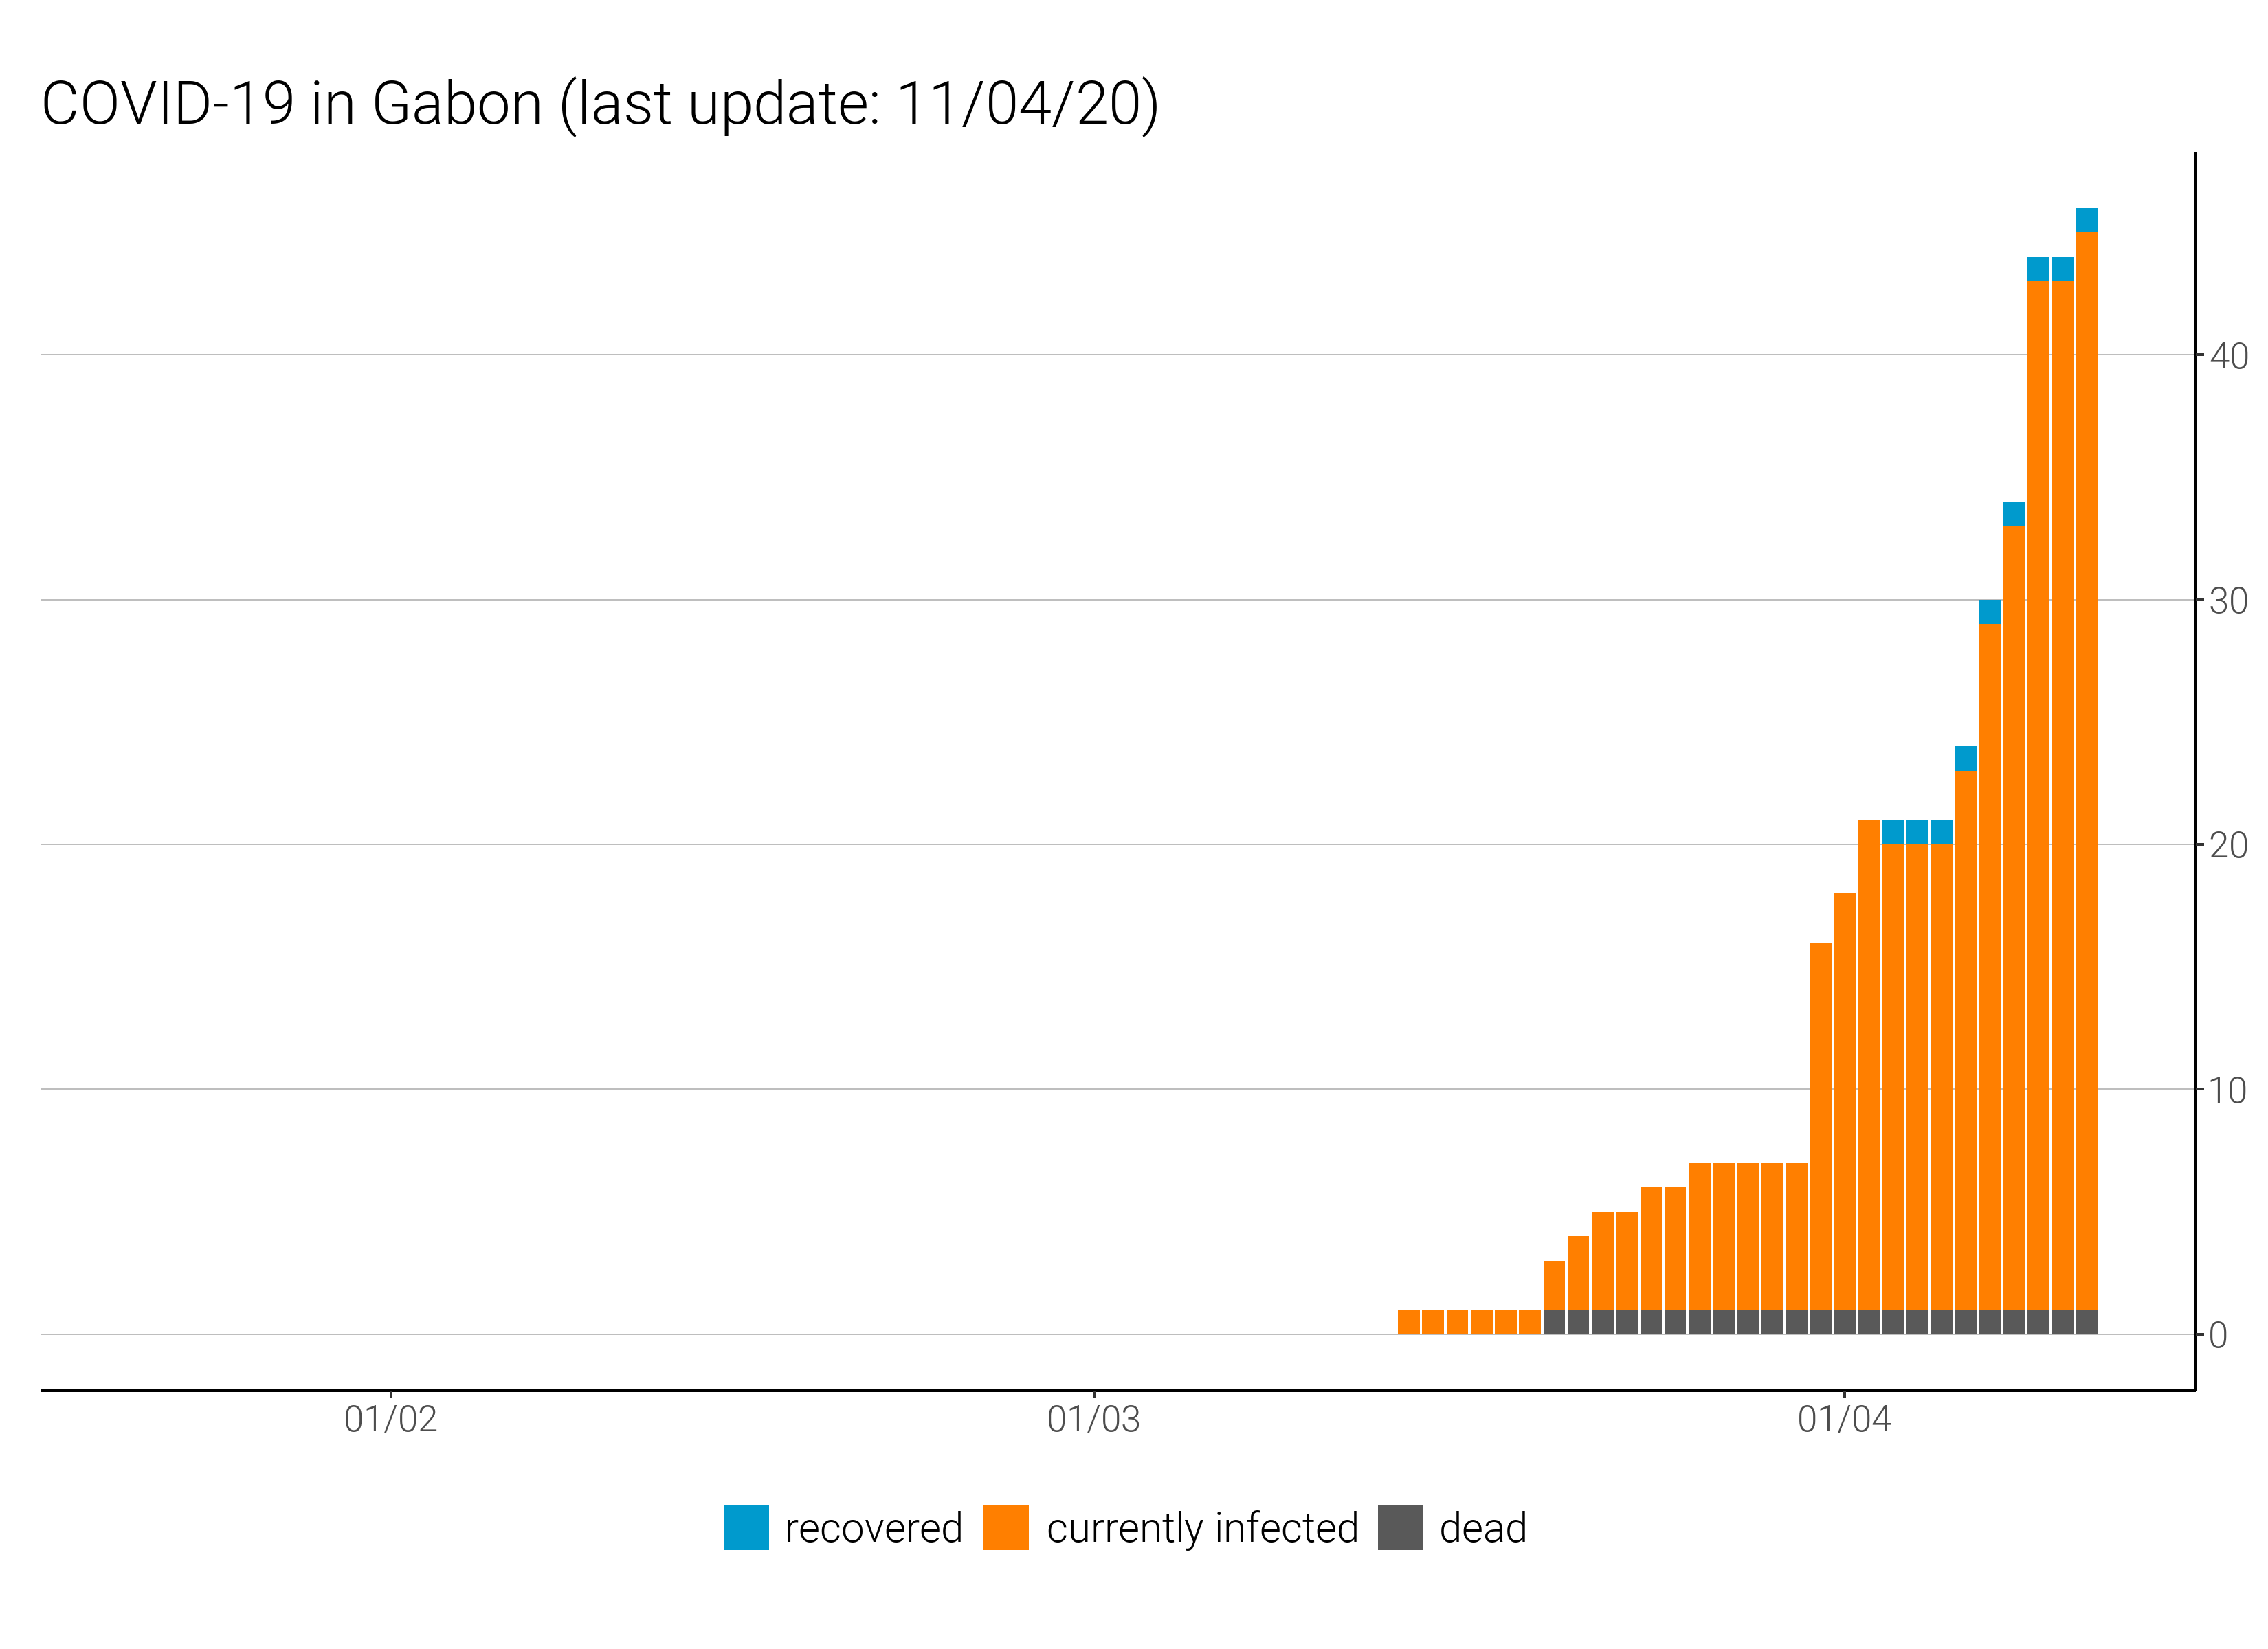 COVID-19 in Gabon (last update: 11/04/20)
40
30
20
10
0
01/02 01/03 01/04
recovered currently infected dead